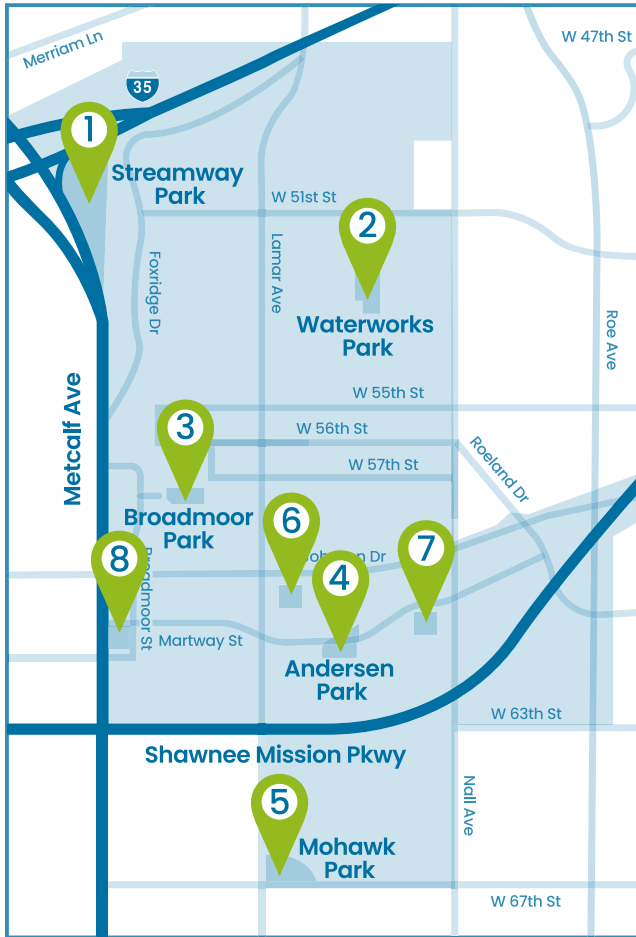 Merriam Ln
W 47th St
35
1
Streamway
Park
W 51st St
2
Foxridge Dr
Lamar Ave
Waterworks
Park
Roe Ave
Metcalf Ave
W 55th St
3
W 56th St
Roeland Dr
W 57th St
Broadmoor
Park
6
8
Dr
7
4
Broadmoor St
Martway St
Andersen
Park
W 63th St
Shawnee Mission Pkwy
5
Nall Ave
Mohawk
Park
W 67th St